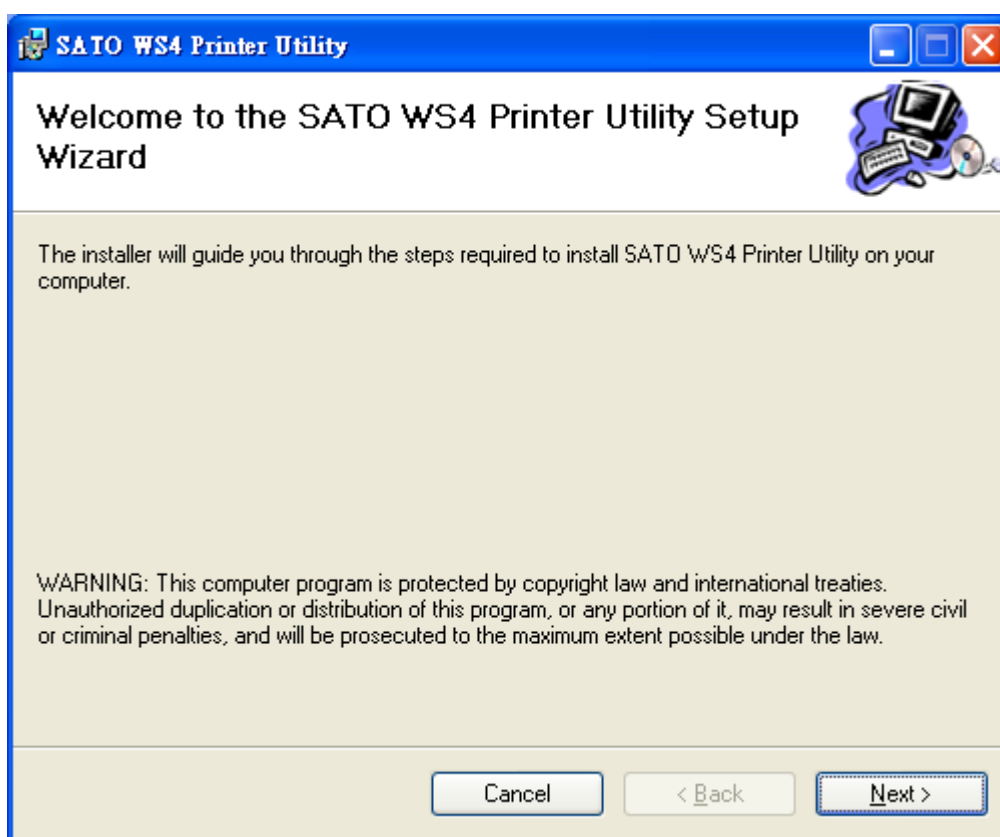 SATO WS4 Printer Utility
Welcome to the SATO WS4 Printer Utility Setup
Wizard
The installer will guide you through the steps required to install SATO WS4 Printer Utility on your
computer.
WARNING: This computer program is protected by copyright law and international treaties.
Unauthorized duplication or distribution of this program, or any portion of it, may result in severe civil
or criminal penalties, and will be prosecuted to the maximum extent possible under the law.
Cancel
< Back
Next >